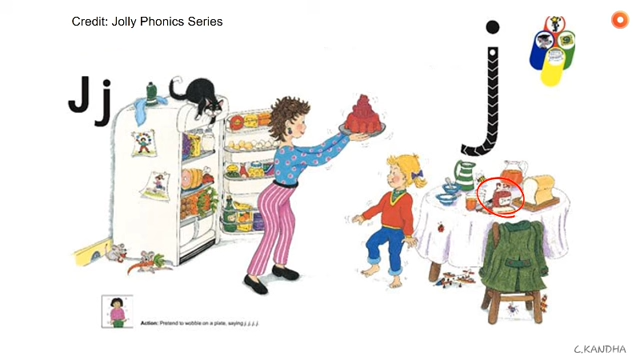 Credit: Jolly Phonics Series
j
J j
Action: Pretend to wobble on a plate, saying j, j, j, j.
C.KANDHA